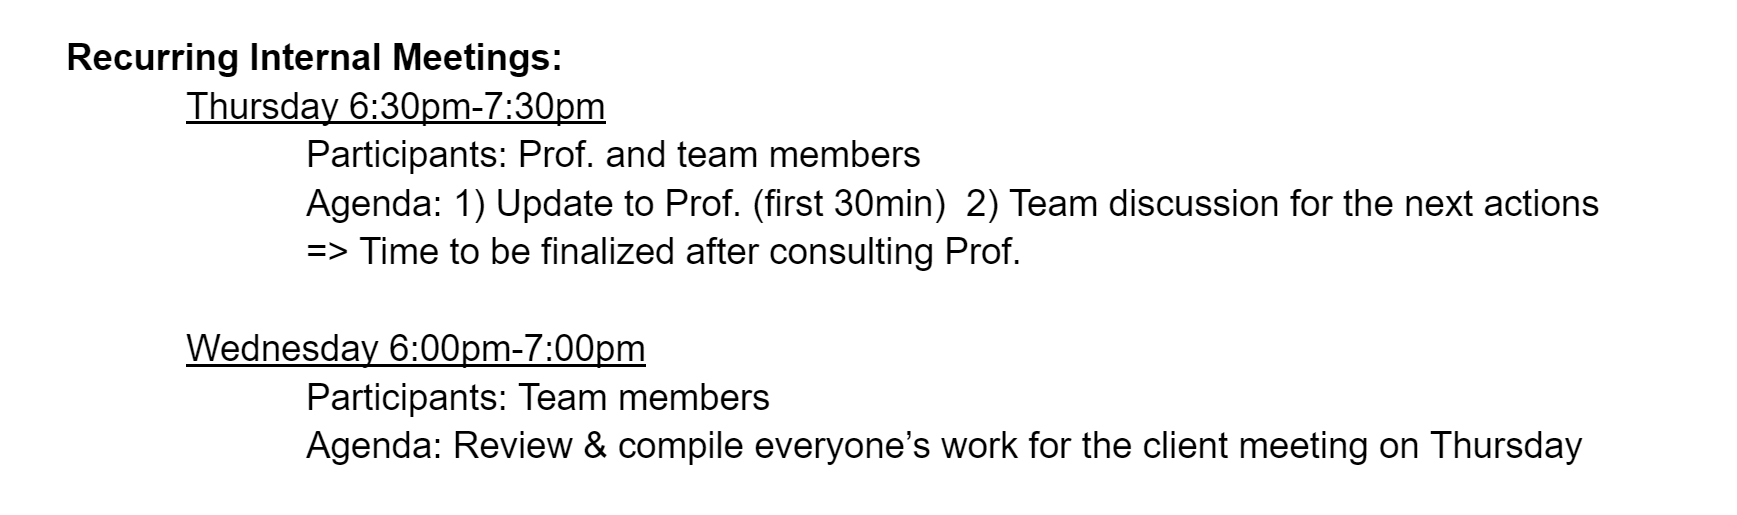 Recurring Internal Meetings:
Thursday 6:30pm-7:30pm
Participants: Prof. and team members
Agenda: 1) Update to Prof. (first 30min)  2) Team discussion for the next actions
=> Time to be finalized after consulting Prof.
Wednesday 6:00pm-7:00pm
Participants: Team members
Agenda: Review & compile everyone’s work for the client meeting on Thursday